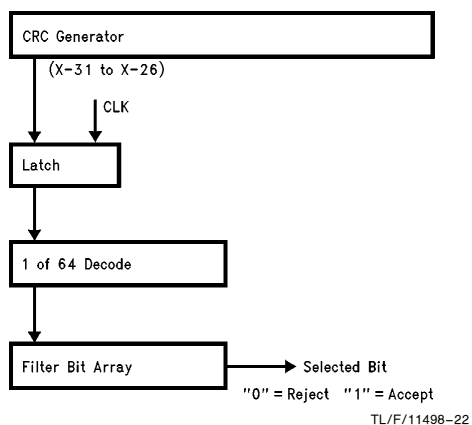 CRC Generator
(X-31 to X-26)
CLK
Latch
1 of 64 Decode
Filter Bit Array
Selected Bit
"0" = Reject "1" = Accept
TL/F/11498-22